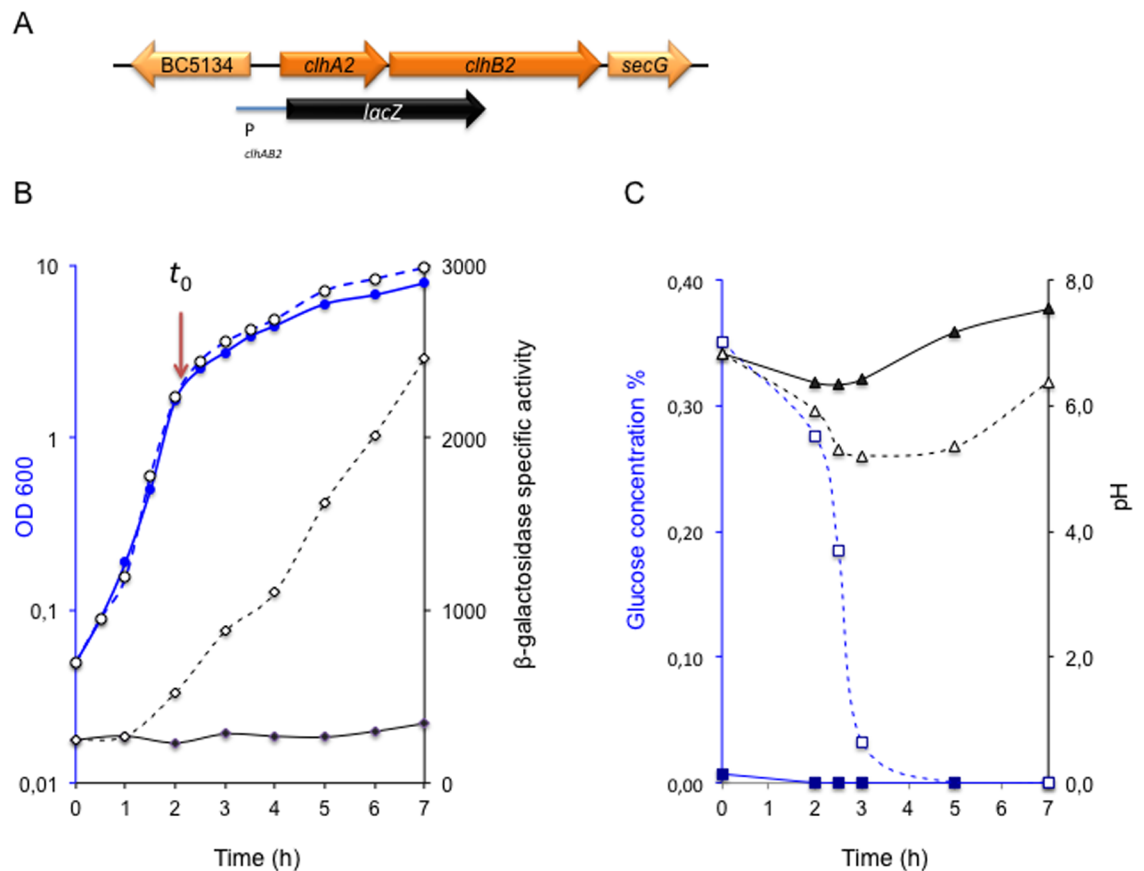 A
BC5134 clhA2 clhB2 secG
lacZ
P
clhAB2
B
C
t0
10
1
0,1
0,01
OD 600
3000
2000
1000
0
β-galactosidase specific activity
0 1 2 3 4 5 6 7
Time (h)
0,40
0,30
0,20
0,10
0,00
Glucose concentration %
8,0
6,0
4,0
2,0
0,0
pH
0 1 2 3 4 5 6 7
Time (h)